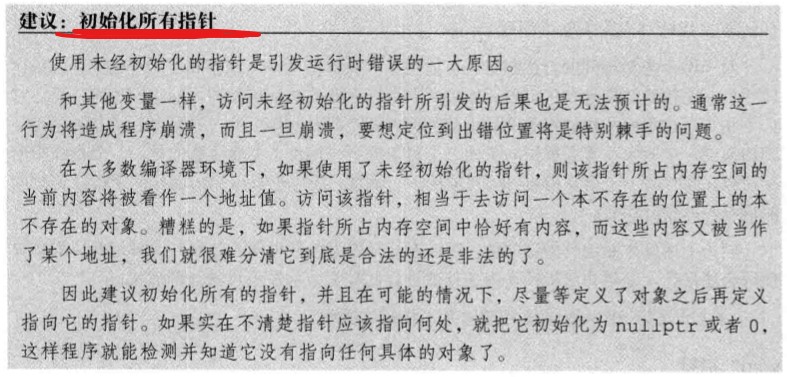 建议：初始化所有指针
使用未经初始化的指针是引发运行时错误的一大原因。
和其他变量一样，访问未经初始化的指针所引发的后果也是无法预计的。通常这一
行为将造成程序崩溃，而且一旦崩溃，要想定位到出错位置将是特别棘手的问题。
在大多数编译器环境下，如果使用了未经初始化的指针，则该指针所占内存空间的
当前内容将被看作一个地址值。访问该指针，相当于去访问一个本不存在的位置上的本
不存在的对象。糟糕的是，如果指针所占内存空间中恰好有内容，而这些内容又被当作
了某个地址，我们就很难分清它到底是合法的还是非法的了。
因此建议初始化所有的指针，并且在可能的情况下，尽量等定义了对象之后再定义
指向它的指针。如果实在不清楚指针应该指向何处，就把它初始化为 nullptr 或者 0，
这样程序就能检测并知道它没有指向任何具体的对象了。